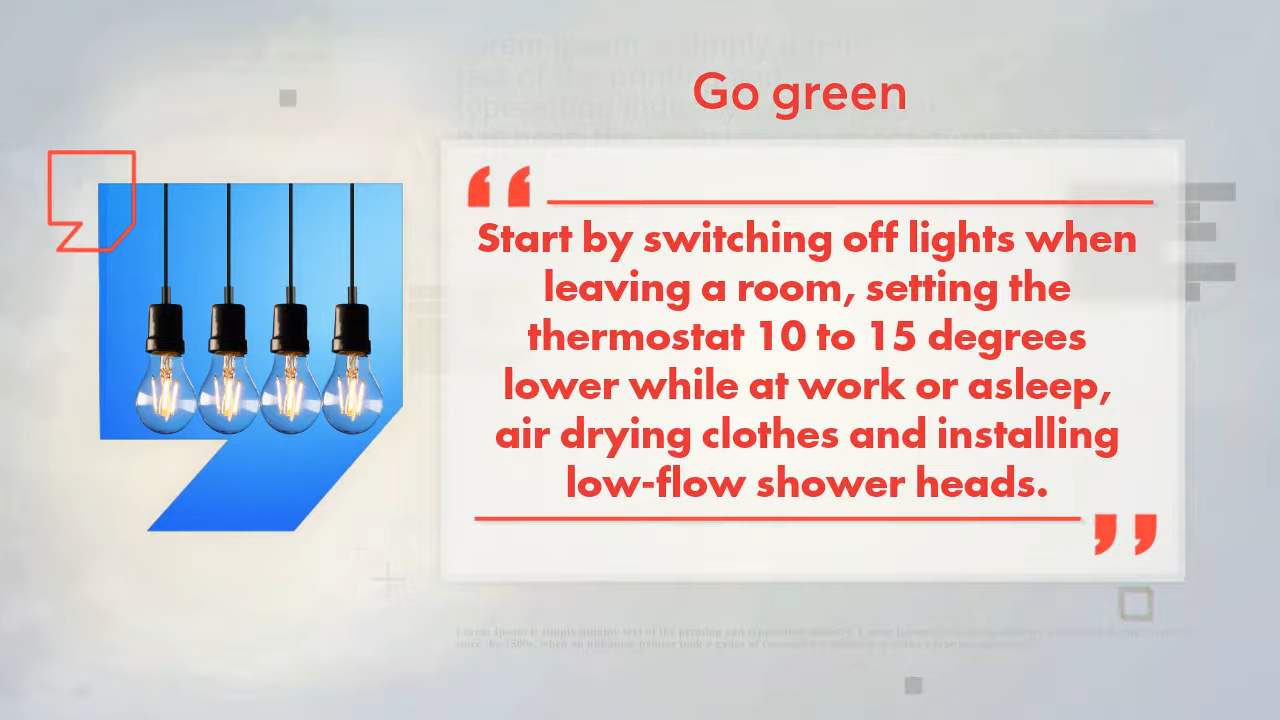 Go green
Start by switching off lights when
leaving a room, setting the
thermostat 10 to 15 degrees
lower while at work or asleep,
air drying clothes and installing
low-flow shower heads.